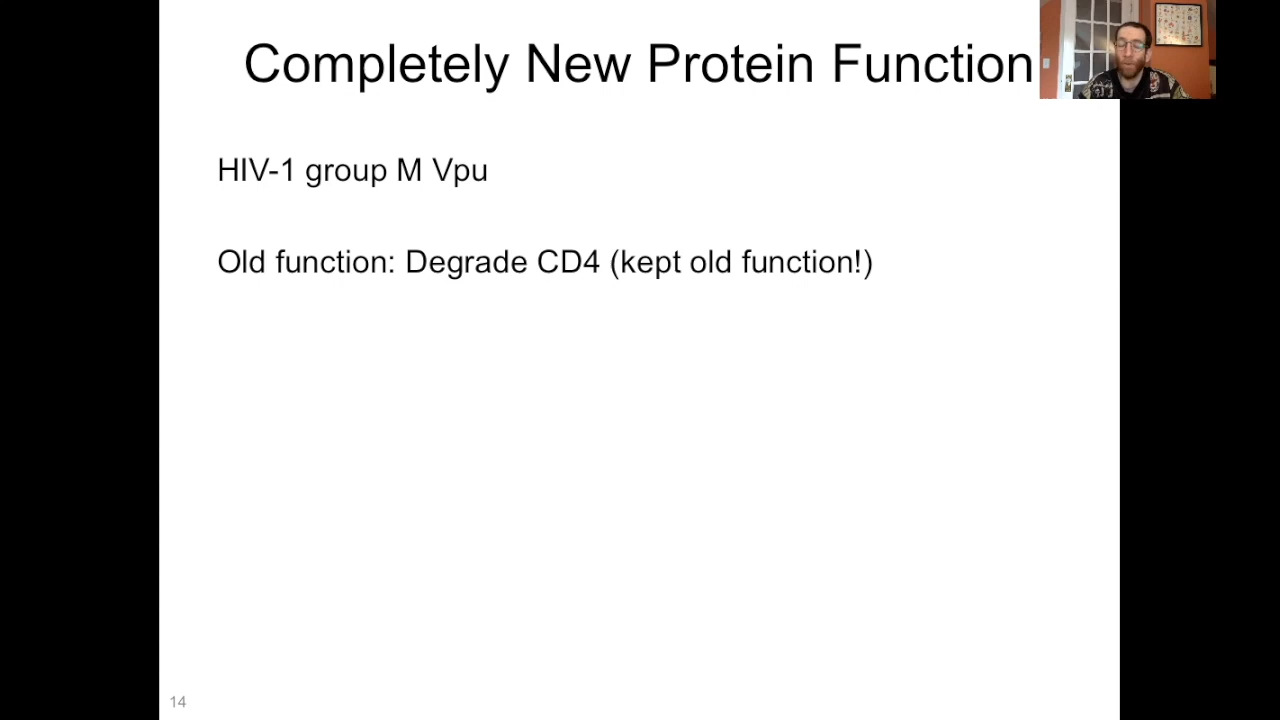 Completely New Protein Function
HIV-1 group M Vpu
Old function: Degrade CD4 (kept old function!)
14